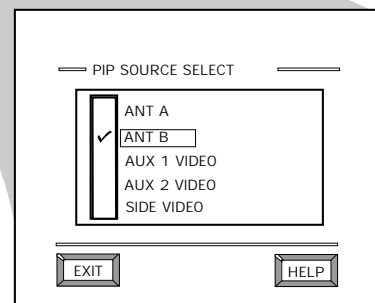 PIP SOURCE SELECT
ANT A
✓ ANT B
AUX 1 VIDEO
AUX 2 VIDEO
SIDE VIDEO
EXIT HELP